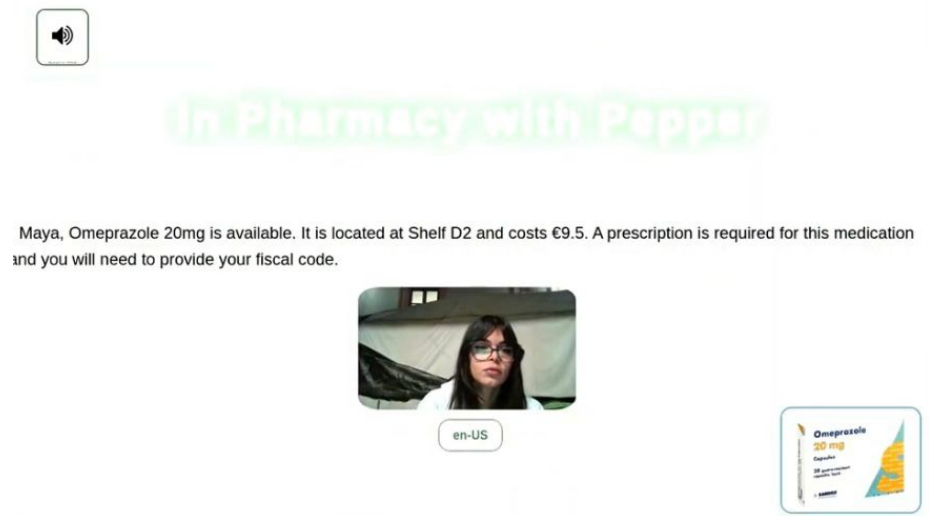 In Pharmacy with Pepper
Maya, Omeprazole 20mg is available. It is located at Shelf D2 and costs €9.5. A prescription is required for this medication
and you will need to provide your fiscal code.
en-US
Omeprazole
20 mg
Capsules
SANDOZ